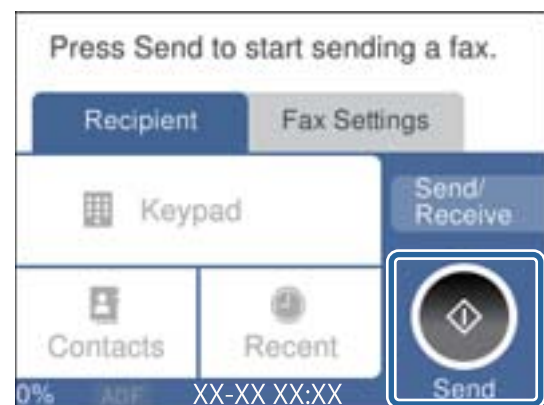 Press Send to start sending a fax.
Recipient
Fax Settings
Keypad
Send/
Receive
Contacts
Recent
Send
0%
ADF
XX-XX XX:XX